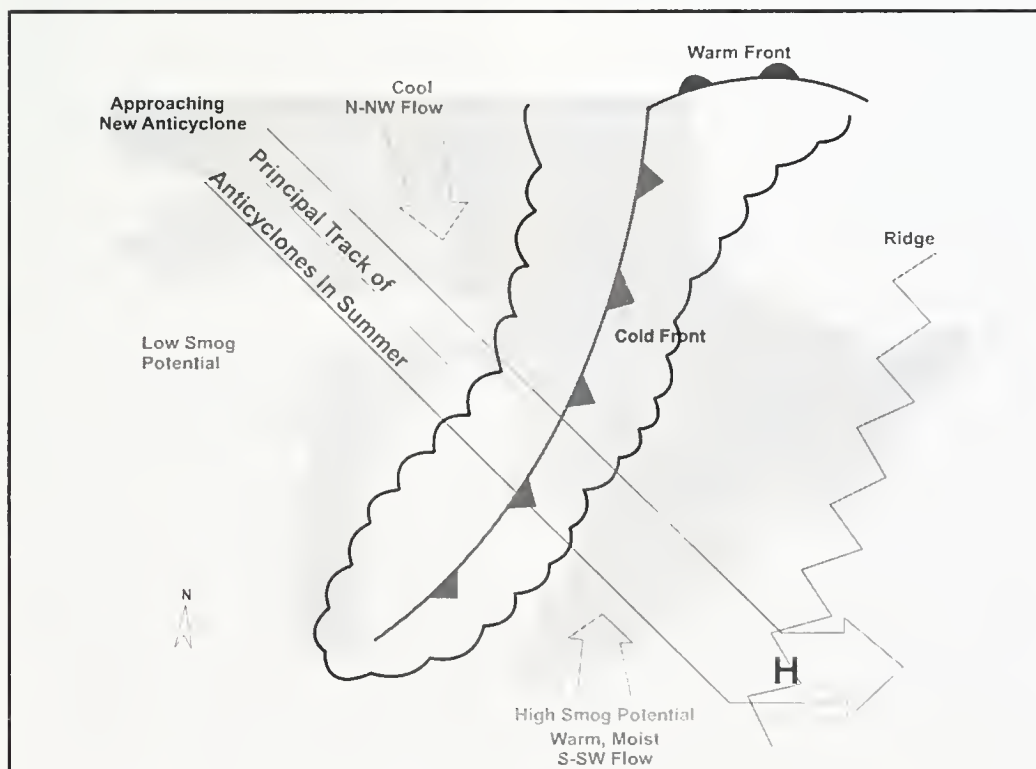 Warm Front
Cool
N-NW Flow
Approaching
New Anticyclone
Principal Track of
Anticyclones In Summer
Ridge
Low Smog
Potential
Cold Front
N
H
High Smog Potential
Warm, Moist
S-SW Flow